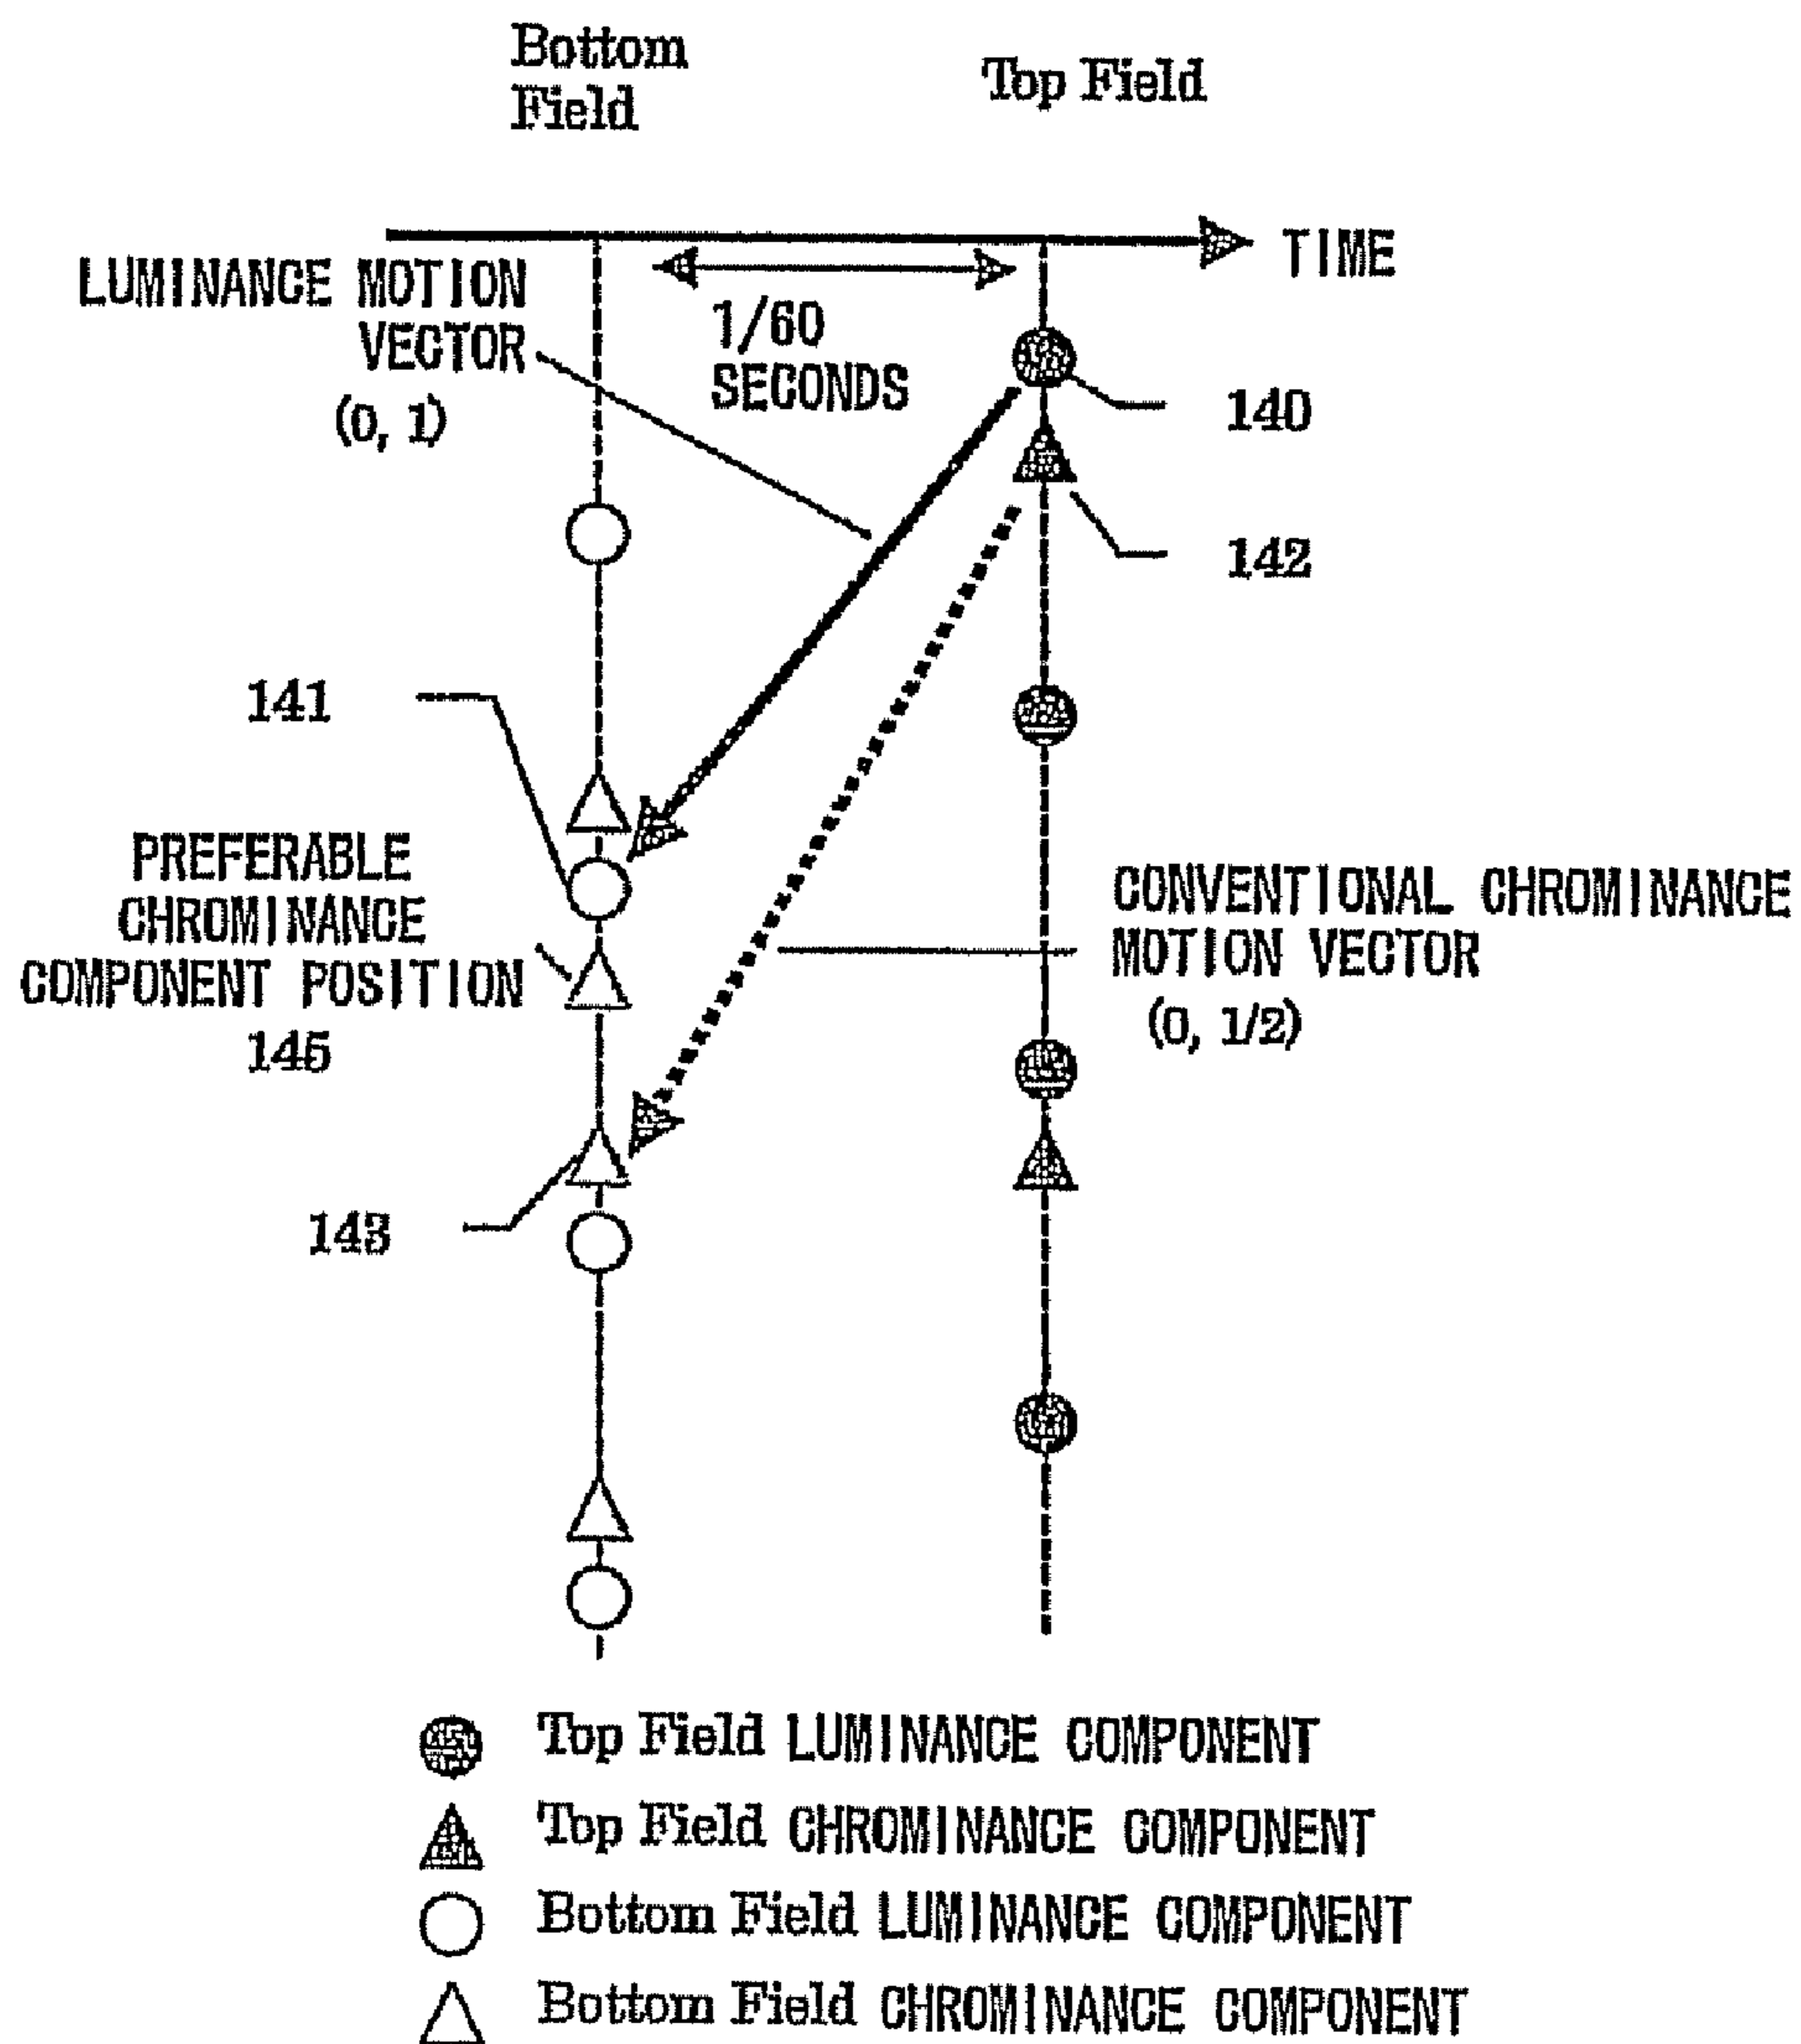 Bottom
Field
Top Field
TIME
LUMINANCE MOTION
VECTOR
(0, 1)
1/60
SECONDS
140
142
141
PREFERABLE
CHROMINANCE
COMPONENT POSITION
145
CONVENTIONAL CHROMINANCE
MOTION VECTOR
(0, 1/2)
143
Top Field LUMINANCE COMPONENT
Top Field CHROMINANCE COMPONENT
Bottom Field LUMINANCE COMPONENT
Bottom Field CHROMINANCE COMPONENT